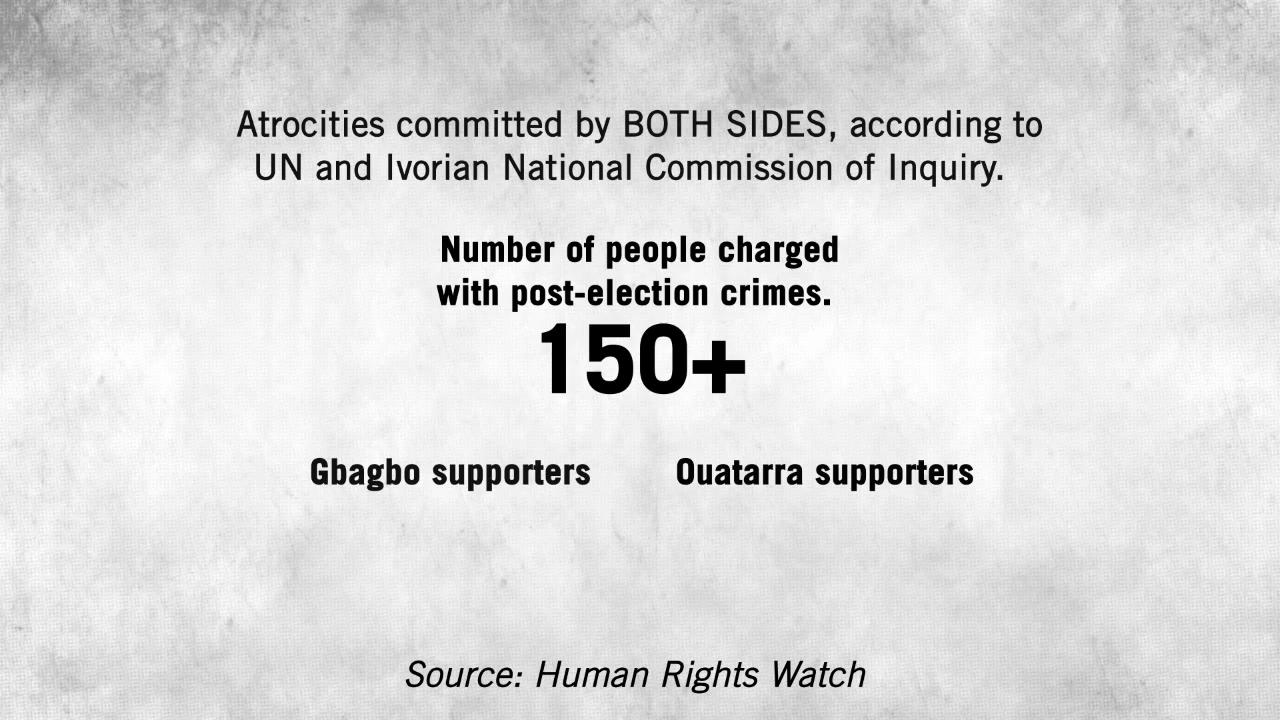 Atrocities committed by BOTH SIDES, according to
UN and Ivorian National Commission of Inquiry.
Number of people charged
with post-election crimes.
150+
Gbagbo supporters
Ouatarra supporters
Source: Human Rights Watch